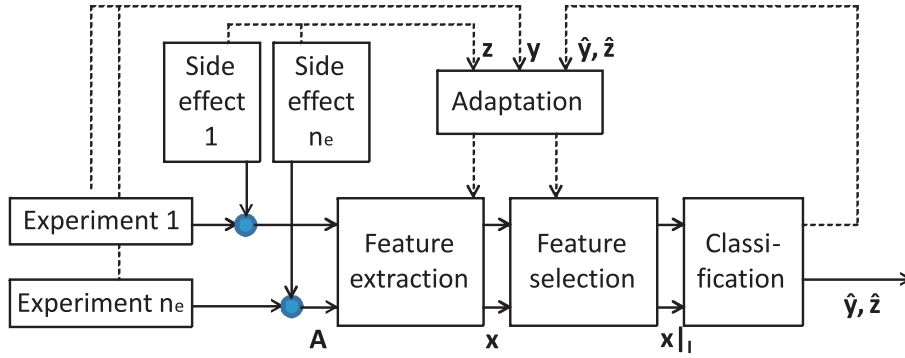 Side
effect
1
Side
effect
nₑ
z
y
ŷ, ẑ
Adaptation
Experiment 1
Experiment nₑ
Feature
extraction
Feature
selection
Classi-
fication
A
x
x|I
ŷ, ẑ